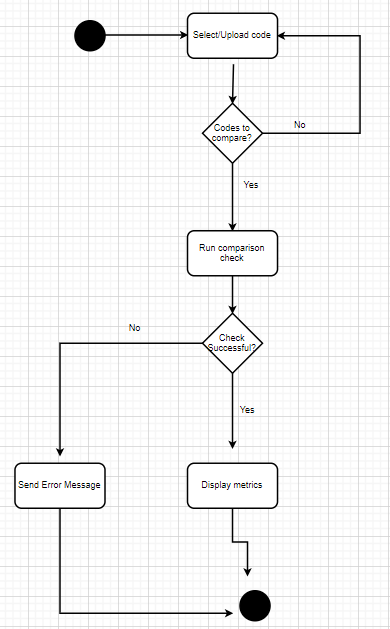 Select/Upload code
Codes to
compare?
No
Yes
Run comparison
check
No
Check
Successful?
Yes
Send Error Message
Display metrics